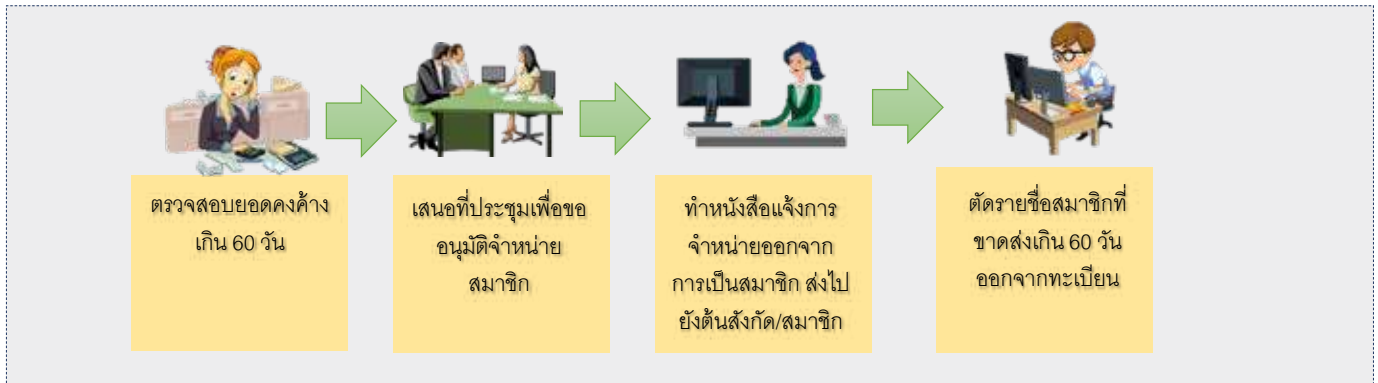 ตรวจสอบยอดคงค้าง
เกิน 60 วัน
เสนอที่ประชุมเพื่อขอ
อนุมัติจำหน่าย
สมาชิก
ทำหนังสือแจ้งการ
จำหน่ายออกจาก
การเป็นสมาชิก ส่งไป
ยังต้นสังกัด/สมาชิก
ตัดรายชื่อสมาชิกที่
ขาดส่งเกิน 60 วัน
ออกจากทะเบียน